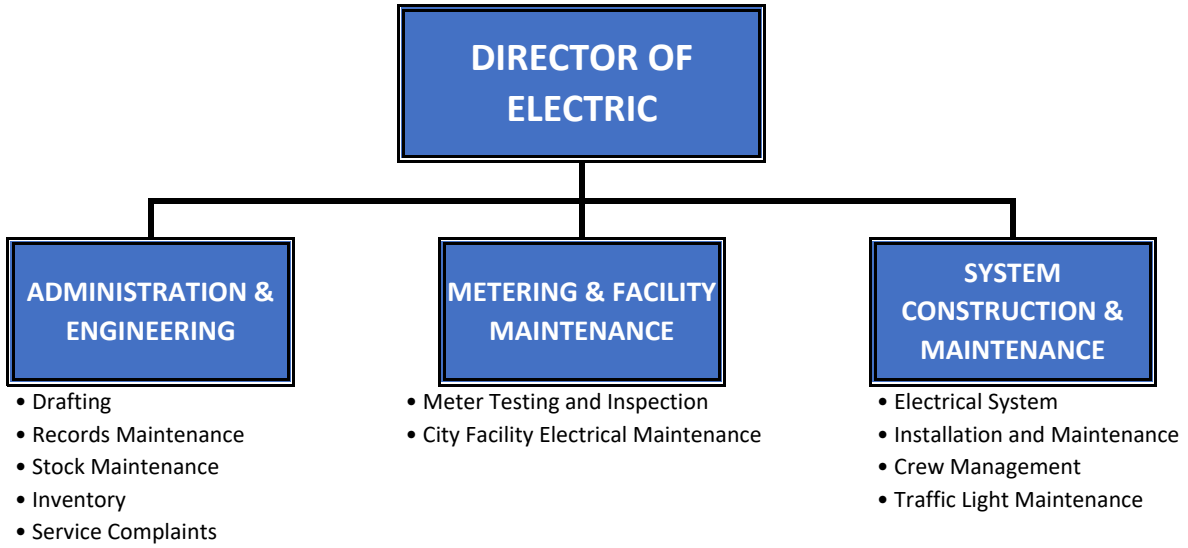 DIRECTOR OF
ELECTRIC
ADMINISTRATION &
ENGINEERING
• Drafting
• Records Maintenance
• Stock Maintenance
• Inventory
• Service Complaints
METERING & FACILITY
MAINTENANCE
• Meter Testing and Inspection
• City Facility Electrical Maintenance
SYSTEM
CONSTRUCTION &
MAINTENANCE
• Electrical System
• Installation and Maintenance
• Crew Management
• Traffic Light Maintenance